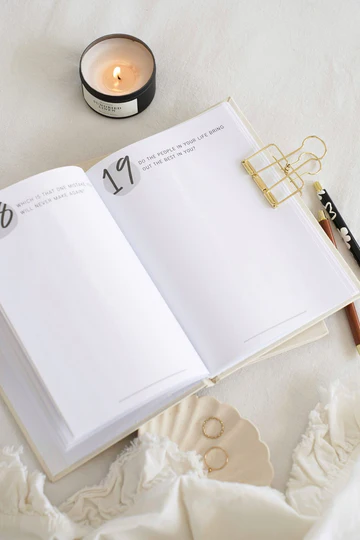 8
WHICH IS THAT ONE MISTAKE
WILL NEVER MAKE AGAIN?
19
DO THE PEOPLE IN YOUR LIFE BRING
OUT THE BEST IN YOU?